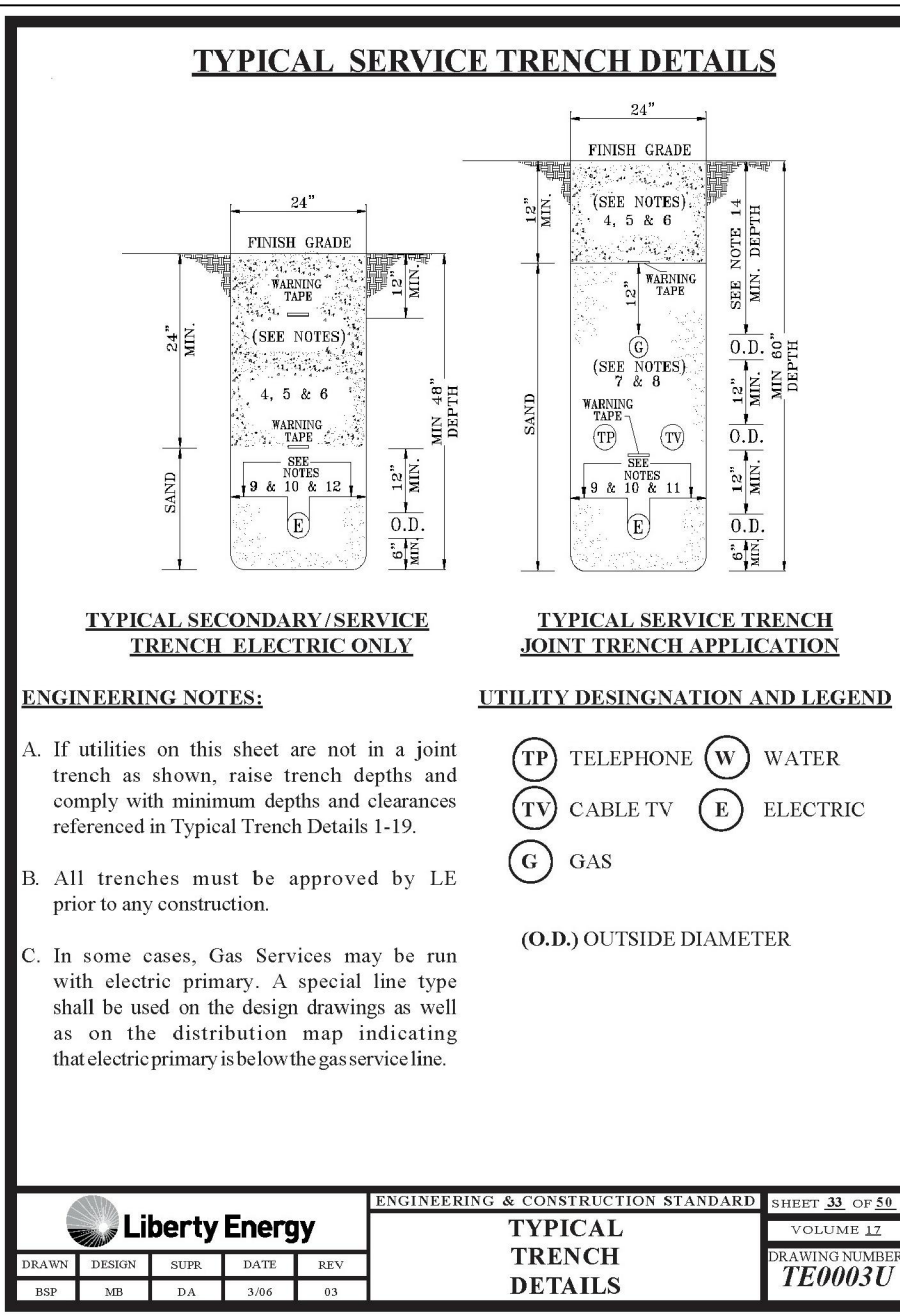 TYPICAL SERVICE TRENCH DETAILS
24"
FINISH GRADE
WARNING
TAPE
(SEE NOTES)
4, 5 & 6
WARNING
TAPE
SEE
NOTES
9 & 10 & 12
E
24"
MIN.
SAND
12"
MIN.
12"
MIN.
O.D.
6"
MIN.
MIN 48"
DEPTH
TYPICAL SECONDARY/SERVICE
TRENCH ELECTRIC ONLY
24"
FINISH GRADE
(SEE NOTES)
4, 5 & 6
WARNING
TAPE
12"
G
(SEE NOTES)
7 & 8
WARNING
TAPE
TP
TV
SEE
NOTES
9 & 10 & 11
E
12"
MIN.
SAND
SEE NOTE 14
MIN. DEPTH
O.D.
12"
MIN.
O.D.
12"
MIN.
O.D.
6"
MIN.
MIN 60"
DEPTH
TYPICAL SERVICE TRENCH
JOINT TRENCH APPLICATION
ENGINEERING NOTES:
A. If utilities on this sheet are not in a joint
trench as shown, raise trench depths and
comply with minimum depths and clearances
referenced in Typical Trench Details 1-19.
B. All trenches must be approved by LE
prior to any construction.
C. In some cases, Gas Services may be run
with electric primary. A special line type
shall be used on the design drawings as well
as on the distribution map indicating
that electric primary is below the gas service line.
UTILITY DESINGNATION AND LEGEND
TP TELEPHONE W WATER
TV CABLE TV E ELECTRIC
G GAS
(O.D.) OUTSIDE DIAMETER
Liberty Energy
DRAWN DESIGN SUPR DATE REV
BSP MB DA 3/06 03
ENGINEERING & CONSTRUCTION STANDARD
TYPICAL
TRENCH
DETAILS
SHEET 33 OF 50
VOLUME 17
DRAWING NUMBER
TE0003U